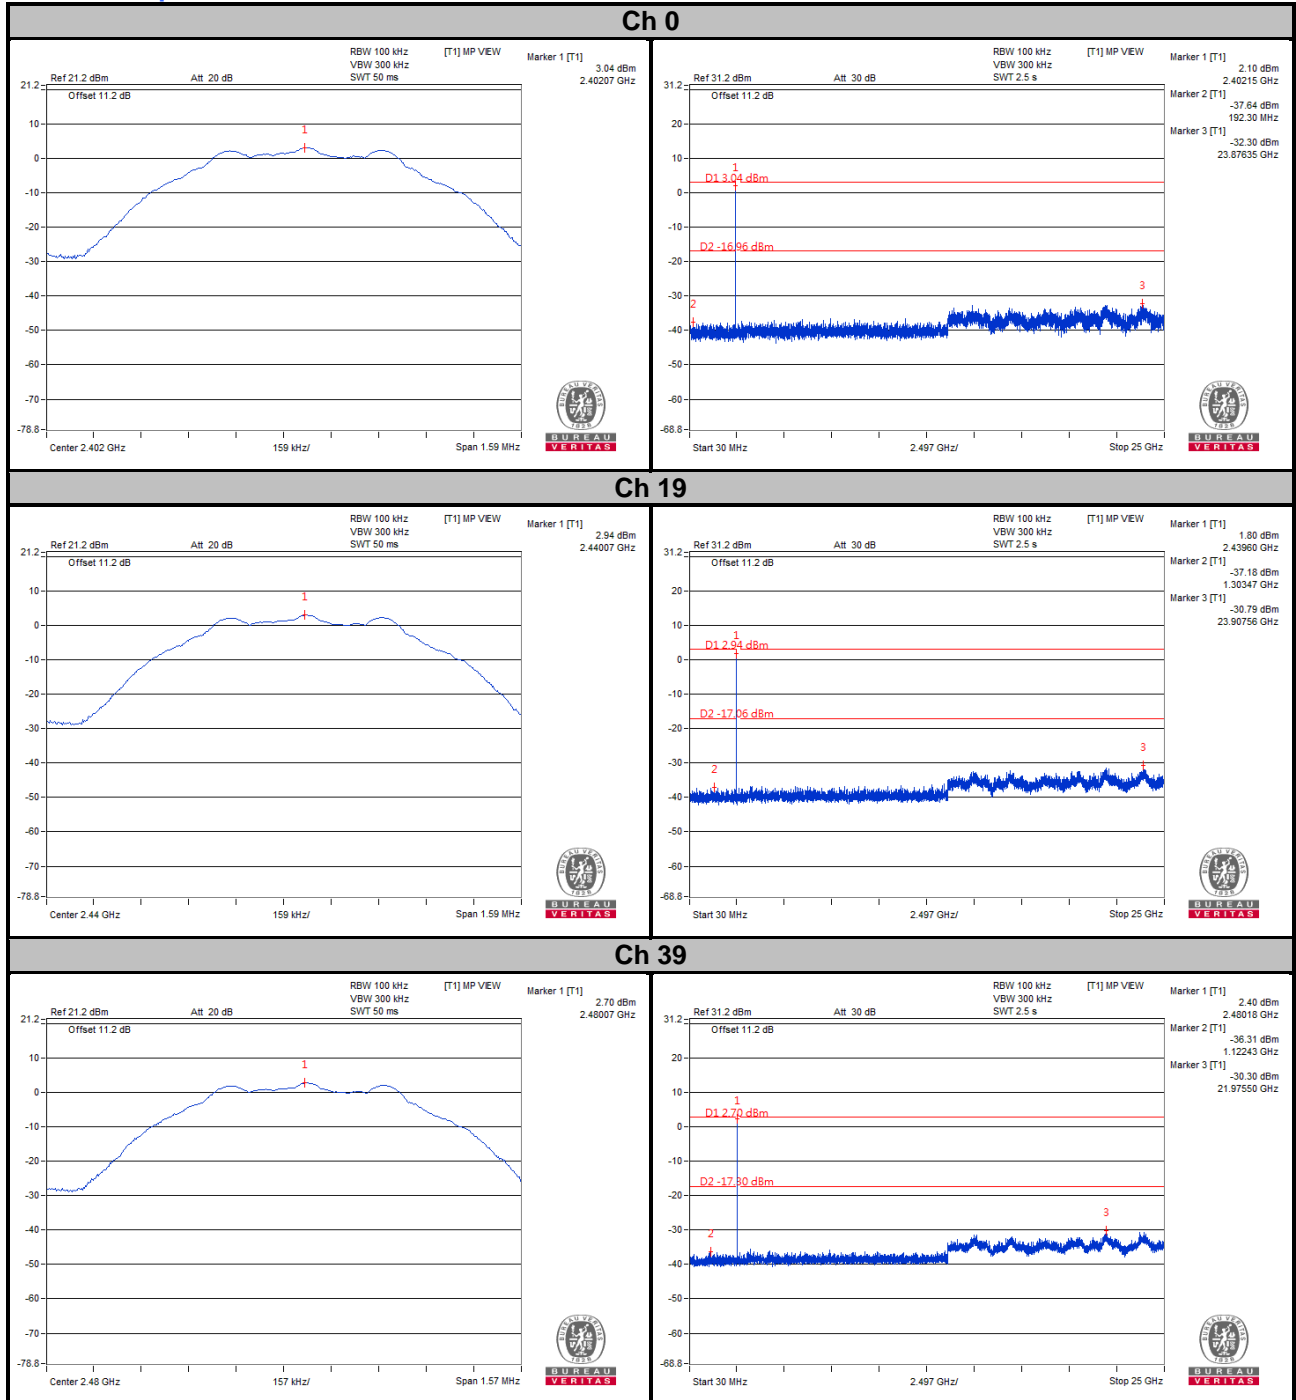 Ch 0
RBW 100 kHz [T1] MP VIEW
VBW 300 kHz
Ref 21.2 dBm Att 20 dB SWT 50 ms
Marker 1 [T1]
3.04 dBm
2.40207 GHz
21.2
Offset 11.2 dB
10
1
0
-10
-20
-30
-40
-50
-60
-70
-78.8
Center 2.402 GHz 159 kHz/ Span 1.59 MHz
BUREAU VERITAS
1828
BUREAU
VERITAS
RBW 100 kHz [T1] MP VIEW
VBW 300 kHz
Ref 31.2 dBm Att 30 dB SWT 2.5 s
Marker 1 [T1]
2.10 dBm
2.40215 GHz
Marker 2 [T1]
-37.64 dBm
192.30 MHz
Marker 3 [T1]
-32.30 dBm
23.87635 GHz
31.2
Offset 11.2 dB
20
10
1
D1 3.04 dBm
0
-10
D2 -16.96 dBm
-20
-30
2
3
-40
-50
-60
-68.8
Start 30 MHz 2.497 GHz/ Stop 25 GHz
BUREAU VERITAS
1828
BUREAU
VERITAS
Ch 19
RBW 100 kHz [T1] MP VIEW
VBW 300 kHz
Ref 21.2 dBm Att 20 dB SWT 50 ms
Marker 1 [T1]
2.94 dBm
2.44007 GHz
21.2
Offset 11.2 dB
10
1
0
-10
-20
-30
-40
-50
-60
-70
-78.8
Center 2.44 GHz 159 kHz/ Span 1.59 MHz
BUREAU VERITAS
1828
BUREAU
VERITAS
RBW 100 kHz [T1] MP VIEW
VBW 300 kHz
Ref 31.2 dBm Att 30 dB SWT 2.5 s
Marker 1 [T1]
1.80 dBm
2.43960 GHz
Marker 2 [T1]
-37.18 dBm
1.30347 GHz
Marker 3 [T1]
-30.79 dBm
23.90756 GHz
31.2
Offset 11.2 dB
20
10
1
D1 2.94 dBm
0
-10
D2 -17.06 dBm
-20
-30
2
3
-40
-50
-60
-68.8
Start 30 MHz 2.497 GHz/ Stop 25 GHz
BUREAU VERITAS
1828
BUREAU
VERITAS
Ch 39
RBW 100 kHz [T1] MP VIEW
VBW 300 kHz
Ref 21.2 dBm Att 20 dB SWT 50 ms
Marker 1 [T1]
2.70 dBm
2.48007 GHz
21.2
Offset 11.2 dB
10
1
0
-10
-20
-30
-40
-50
-60
-70
-78.8
Center 2.48 GHz 157 kHz/ Span 1.57 MHz
BUREAU VERITAS
1828
BUREAU
VERITAS
RBW 100 kHz [T1] MP VIEW
VBW 300 kHz
Ref 31.2 dBm Att 30 dB SWT 2.5 s
Marker 1 [T1]
2.40 dBm
2.48018 GHz
Marker 2 [T1]
-36.31 dBm
1.12243 GHz
Marker 3 [T1]
-30.30 dBm
21.97550 GHz
31.2
Offset 11.2 dB
20
10
1
D1 2.70 dBm
0
-10
D2 -17.30 dBm
-20
-30
2
3
-40
-50
-60
-68.8
Start 30 MHz 2.497 GHz/ Stop 25 GHz
BUREAU VERITAS
1828
BUREAU
VERITAS